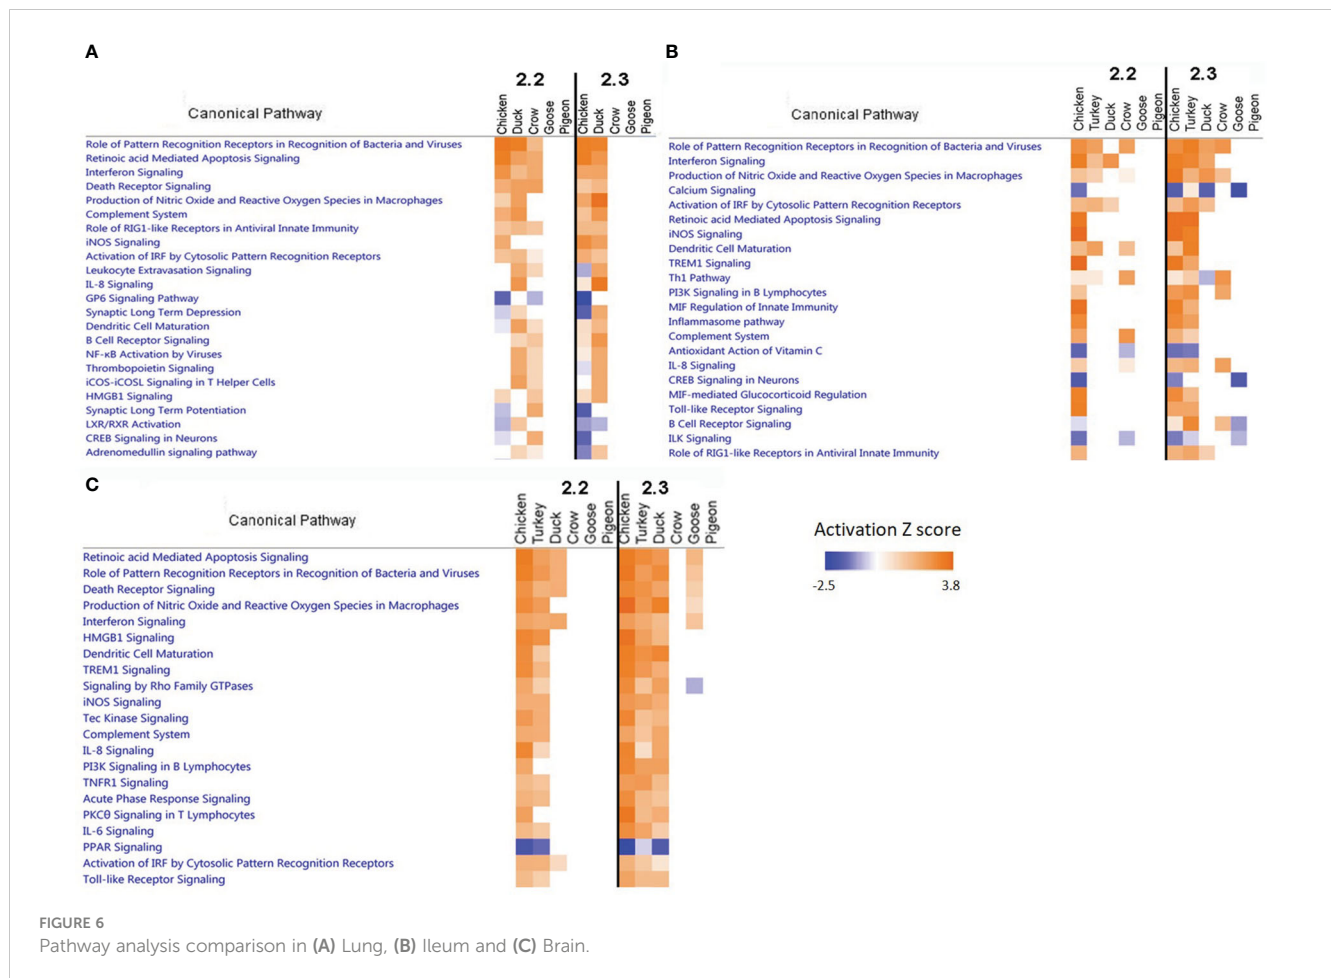 A
2.2 2.3
Canonical Pathway
Chicken Duck Crow Goose Pigeon Chicken Duck Crow Goose Pigeon
Role of Pattern Recognition Receptors in Recognition of Bacteria and Viruses
Retinoic acid Mediated Apoptosis Signaling
Interferon Signaling
Death Receptor Signaling
Production of Nitric Oxide and Reactive Oxygen Species in Macrophages
Complement System
Role of RIG1-like Receptors in Antiviral Innate Immunity
iNOS Signaling
Activation of IRF by Cytosolic Pattern Recognition Receptors
Leukocyte Extravasation Signaling
IL-8 Signaling
GP6 Signaling Pathway
Synaptic Long Term Depression
Dendritic Cell Maturation
B Cell Receptor Signaling
NF-κB Activation by Viruses
Thrombopoietin Signaling
iCOS-iCOSL Signaling in T Helper Cells
HMGB1 Signaling
Synaptic Long Term Potentiation
LXR/RXR Activation
CREB Signaling in Neurons
Adrenomedullin signaling pathway
B
2.2 2.3
Canonical Pathway
Chicken Turkey Duck Crow Pigeon Chicken Turkey Duck Crow Goose Pigeon
Role of Pattern Recognition Receptors in Recognition of Bacteria and Viruses
Interferon Signaling
Production of Nitric Oxide and Reactive Oxygen Species in Macrophages
Calcium Signaling
Activation of IRF by Cytosolic Pattern Recognition Receptors
Retinoic acid Mediated Apoptosis Signaling
iNOS Signaling
Dendritic Cell Maturation
TREM1 Signaling
Th1 Pathway
PI3K Signaling in B Lymphocytes
MIF Regulation of Innate Immunity
Inflammasome pathway
Complement System
Antioxidant Action of Vitamin C
IL-8 Signaling
CREB Signaling in Neurons
MIF-mediated Glucocorticoid Regulation
Toll-like Receptor Signaling
B Cell Receptor Signaling
ILK Signaling
Role of RIG1-like Receptors in Antiviral Innate Immunity
C
2.2 2.3
Canonical Pathway
Chicken Turkey Duck Crow Goose Pigeon Chicken Turkey Duck Crow Goose Pigeon
Retinoic acid Mediated Apoptosis Signaling
Role of Pattern Recognition Receptors in Recognition of Bacteria and Viruses
Death Receptor Signaling
Production of Nitric Oxide and Reactive Oxygen Species in Macrophages
Interferon Signaling
HMGB1 Signaling
Dendritic Cell Maturation
TREM1 Signaling
Signaling by Rho Family GTPases
iNOS Signaling
Tec Kinase Signaling
Complement System
IL-8 Signaling
PI3K Signaling in B Lymphocytes
TNFR1 Signaling
Acute Phase Response Signaling
PKCθ Signaling in T Lymphocytes
IL-6 Signaling
PPAR Signaling
Activation of IRF by Cytosolic Pattern Recognition Receptors
Toll-like Receptor Signaling
Activation Z score
-2.5 3.8
FIGURE 6
Pathway analysis comparison in (A) Lung, (B) Ileum and (C) Brain.